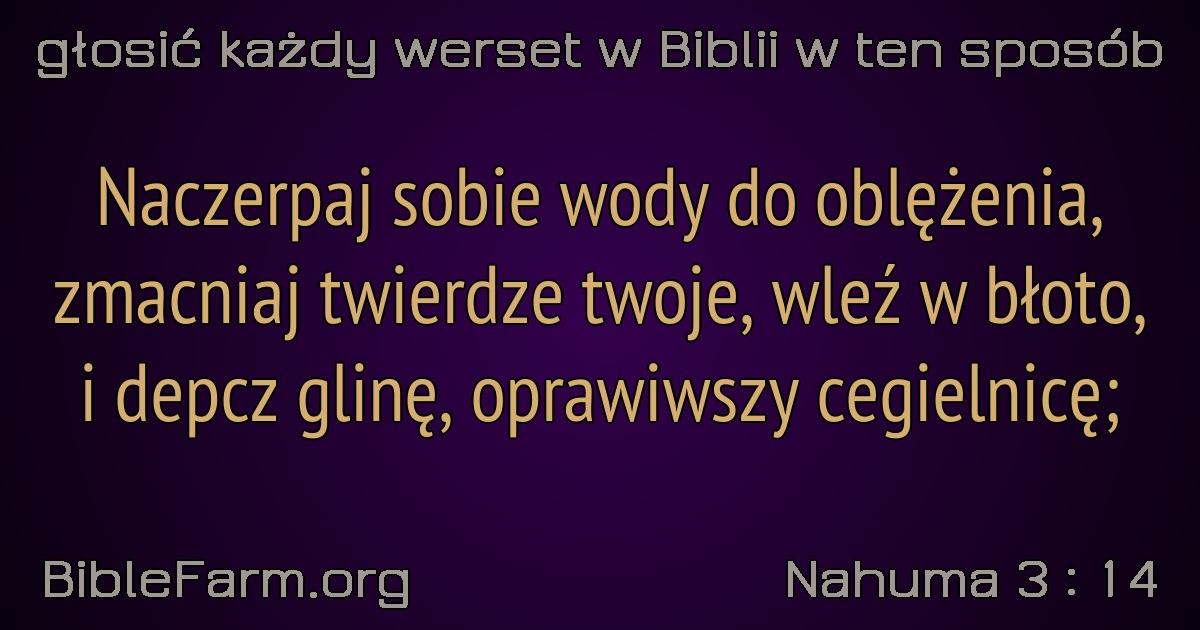 głosić każdy werset w Biblii w ten sposób
Naczerpaj sobie wody do oblężenia,
zmacniaj twierdze twoje, wleź w błoto,
i depcz glinę, oprawiwszy cegielnicę;
BibleFarm.org
Nahuma 3 : 14